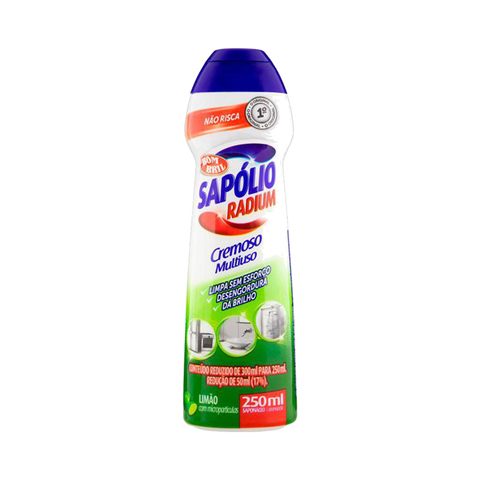 NÃO RISCA
1º
BOM
BRIL
SAPÓLIO
RADIUM
Cremoso
Multiuso
LIMPA SEM ESFORÇO
DESENGORDURA
DÁ BRILHO
CONTEÚDO REDUZIDO DE 300ml PARA 250ml.
REDUÇÃO DE 50ml (17%).
LIMÃO
com micropartículas
250ml
SAPONÁCEO